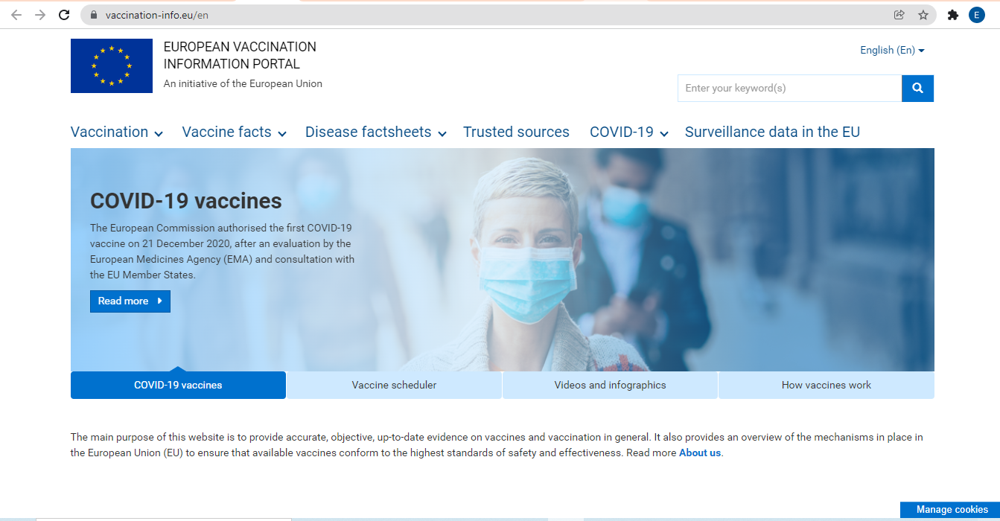 vaccination-info.eu/en
E
EUROPEAN VACCINATION
INFORMATION PORTAL
An initiative of the European Union
English (En)
Enter your keyword(s)
Vaccination
Vaccine facts
Disease factsheets
Trusted sources
COVID-19
Surveillance data in the EU
COVID-19 vaccines
The European Commission authorised the first COVID-19
vaccine on 21 December 2020, after an evaluation by the
European Medicines Agency (EMA) and consultation with
the EU Member States.
Read more
COVID-19 vaccines
Vaccine scheduler
Videos and infographics
How vaccines work
The main purpose of this website is to provide accurate, objective, up-to-date evidence on vaccines and vaccination in general. It also provides an overview of the mechanisms in place in
the European Union (EU) to ensure that available vaccines conform to the highest standards of safety and effectiveness. Read more About us.
Manage cookies